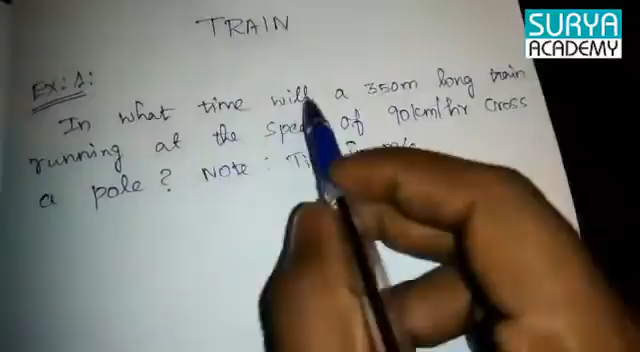 SURYA
ACADEMY
TRAIN
Ex: 1:
In what time will a 350m long train
running at the speed of 90km/hr cross
a pole? Note: